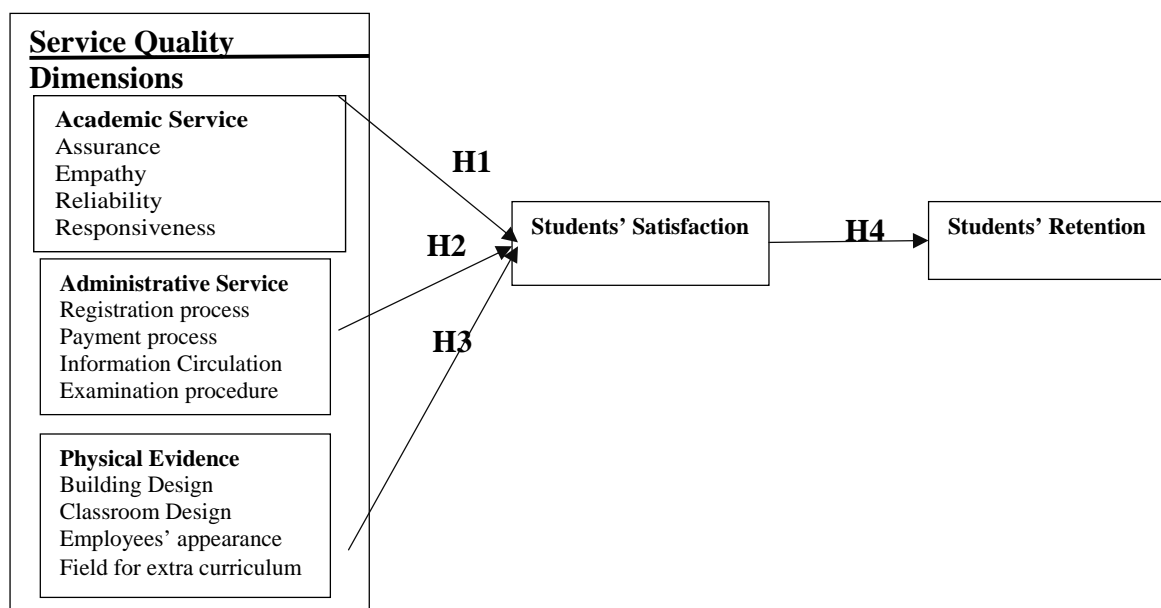 Service Quality
Dimensions
Academic Service
Assurance
Empathy
Reliability
Responsiveness
Administrative Service
Registration process
Payment process
Information Circulation
Examination procedure
Physical Evidence
Building Design
Classroom Design
Employees’ appearance
Field for extra curriculum
H1
H2
H3
Students’ Satisfaction
H4
Students’ Retention